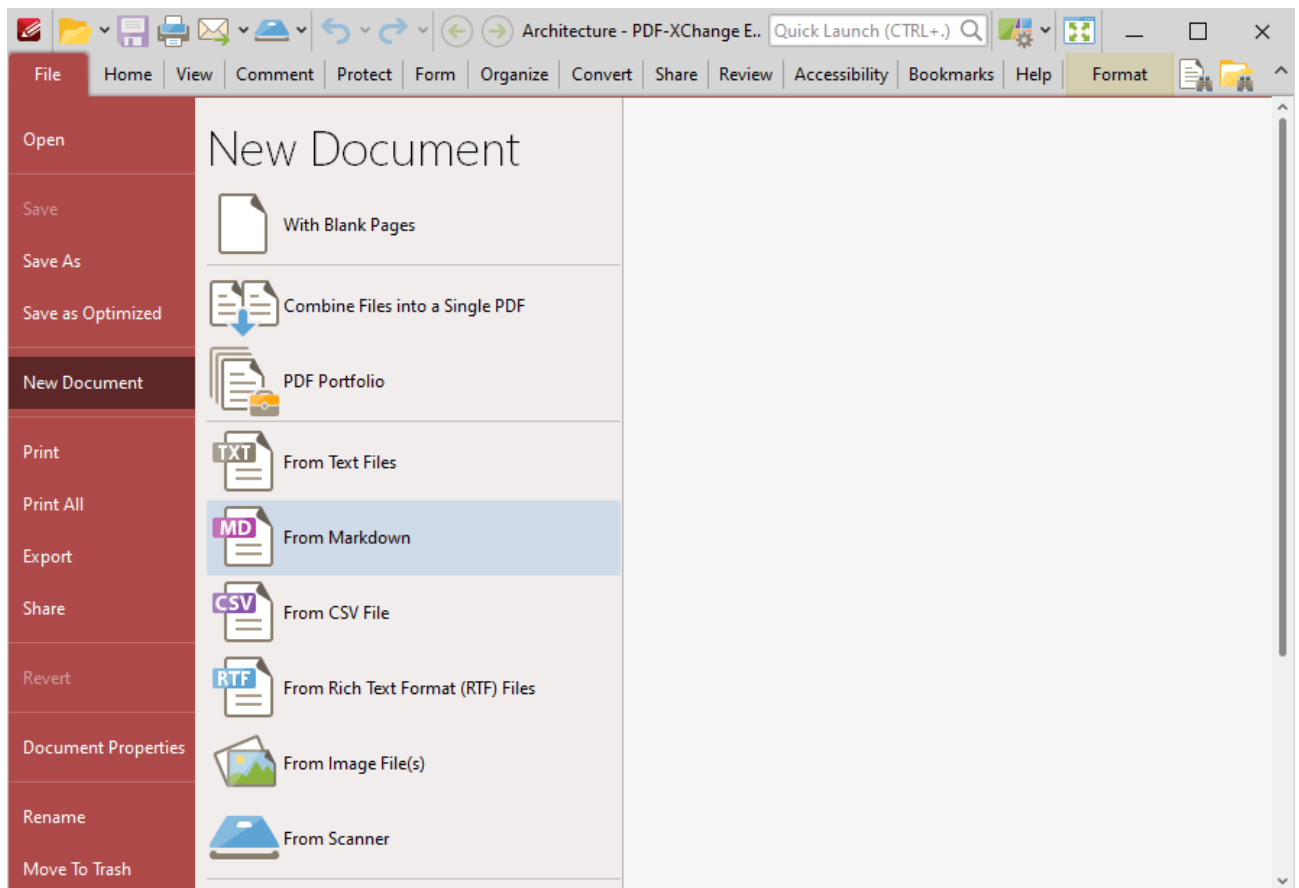 Architecture - PDF-XChange E..
Quick Launch (CTRL+.)
File Home View Comment Protect Form Organize Convert Share Review Accessibility Bookmarks Help Format
Open
Save
Save As
Save as Optimized
New Document
Print
Print All
Export
Share
Revert
Document Properties
Rename
Move To Trash
New Document
With Blank Pages
Combine Files into a Single PDF
PDF Portfolio
TXT From Text Files
MD From Markdown
CSV From CSV File
RTF From Rich Text Format (RTF) Files
From Image File(s)
From Scanner